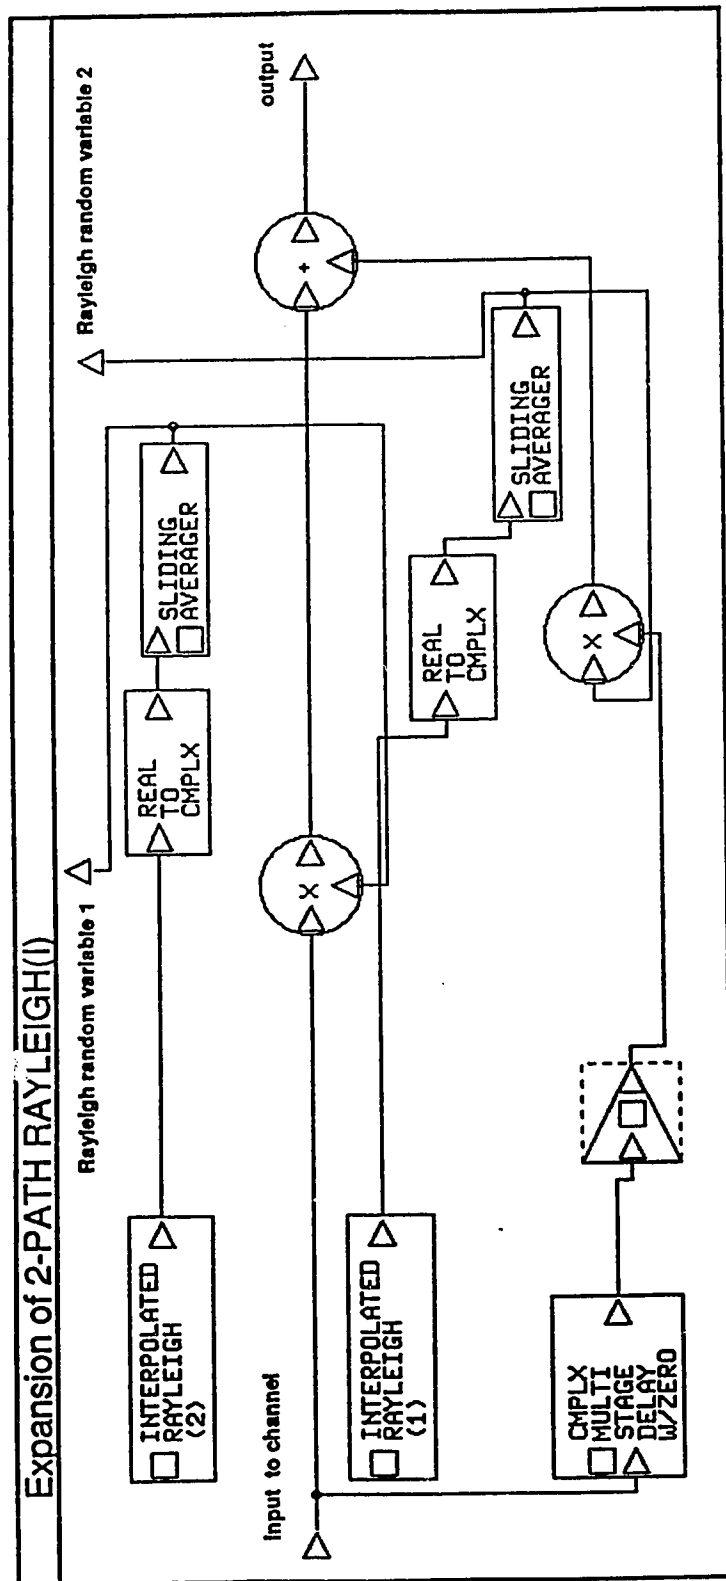 Expansion of 2-PATH RAYLEIGH(I)
Rayleigh random variable 1
Rayleigh random variable 2
INTERPOLATED
RAYLEIGH
(2)
REAL
TO
CMPLX
SLIDING
AVERAGER
Input to channel
X
+
output
INTERPOLATED
RAYLEIGH
(1)
REAL
TO
CMPLX
SLIDING
AVERAGER
CMPLX
MULTI
STAGE
DELAY
W/ZERO
X